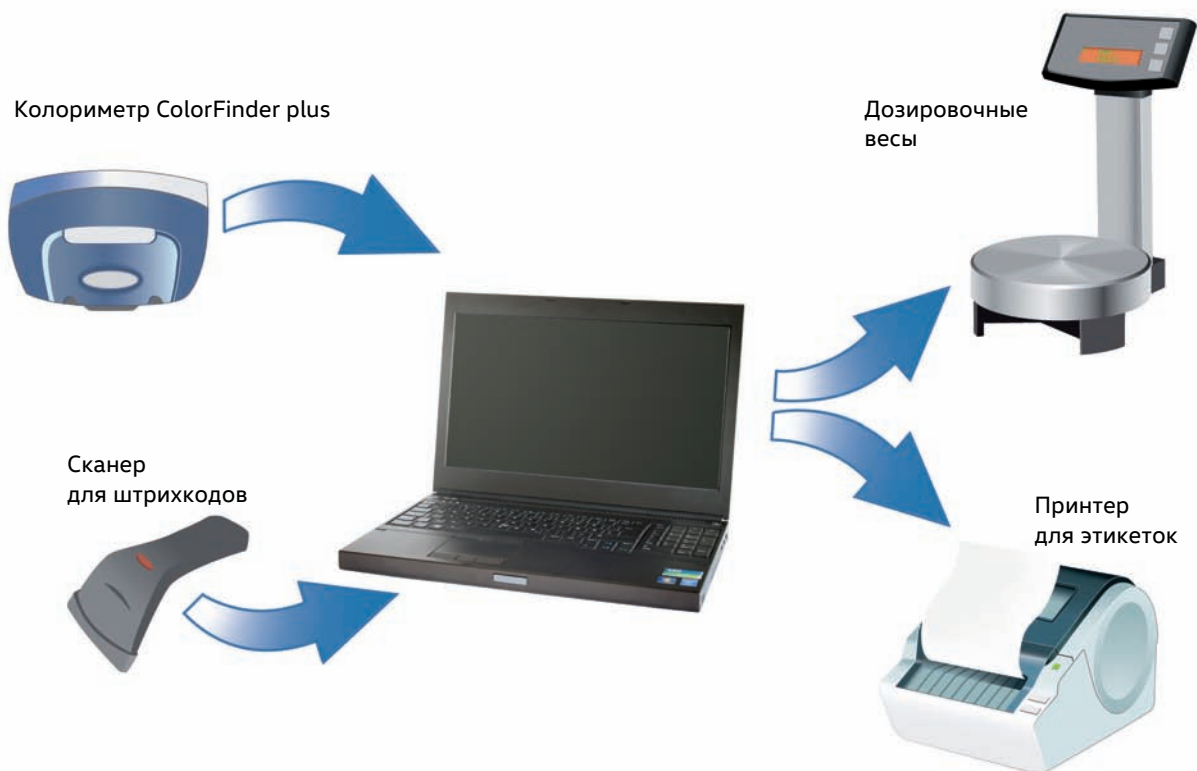 Колориметр ColorFinder plus
Дозировочные
весы
Сканер
для штрихкодов
Принтер
для этикеток